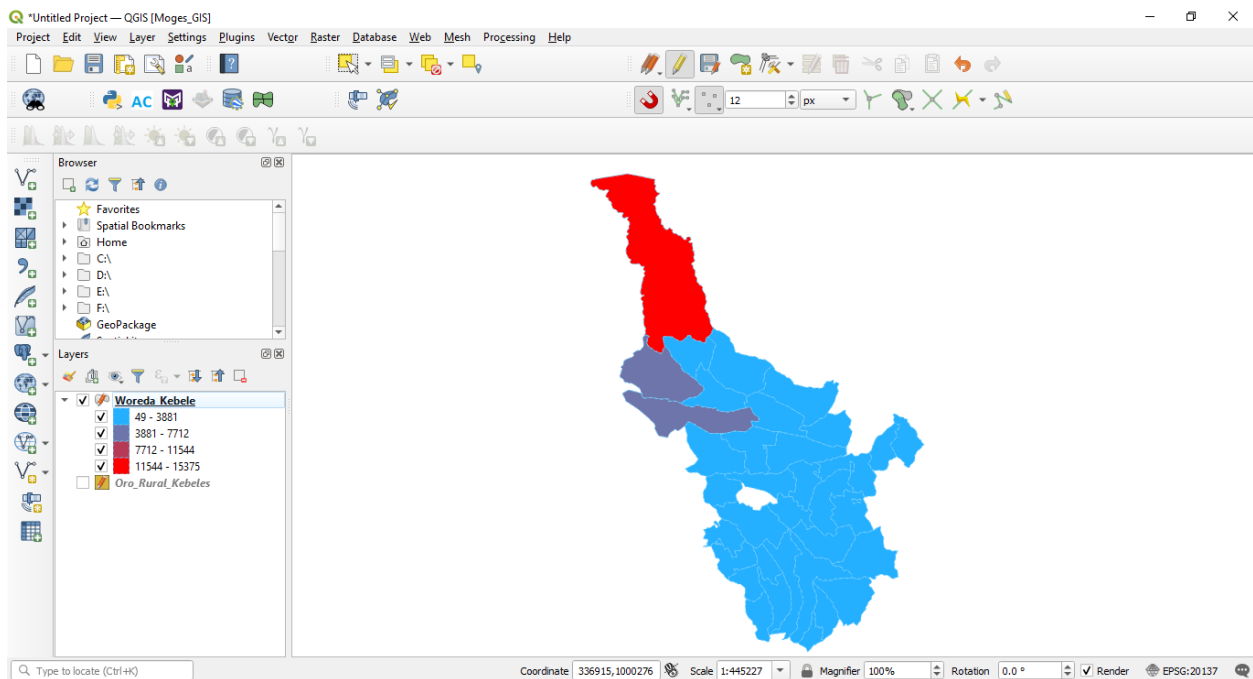 *Untitled Project — QGIS [Moges_GIS]
Project Edit View Layer Settings Plugins Vector Raster Database Web Mesh Processing Help
12 px
AC
Browser
Favorites
Spatial Bookmarks
Home
C:\
D:\
E:\
F:\
GeoPackage
Layers
Woreda_Kebele
49 - 3881
3881 - 7712
7712 - 11544
11544 - 15375
Oro_Rural_Kebeles
Type to locate (Ctrl+K) Coordinate 336915,1000276 Scale 1:445227 Magnifier 100% Rotation 0.0 ° Render EPSG:20137